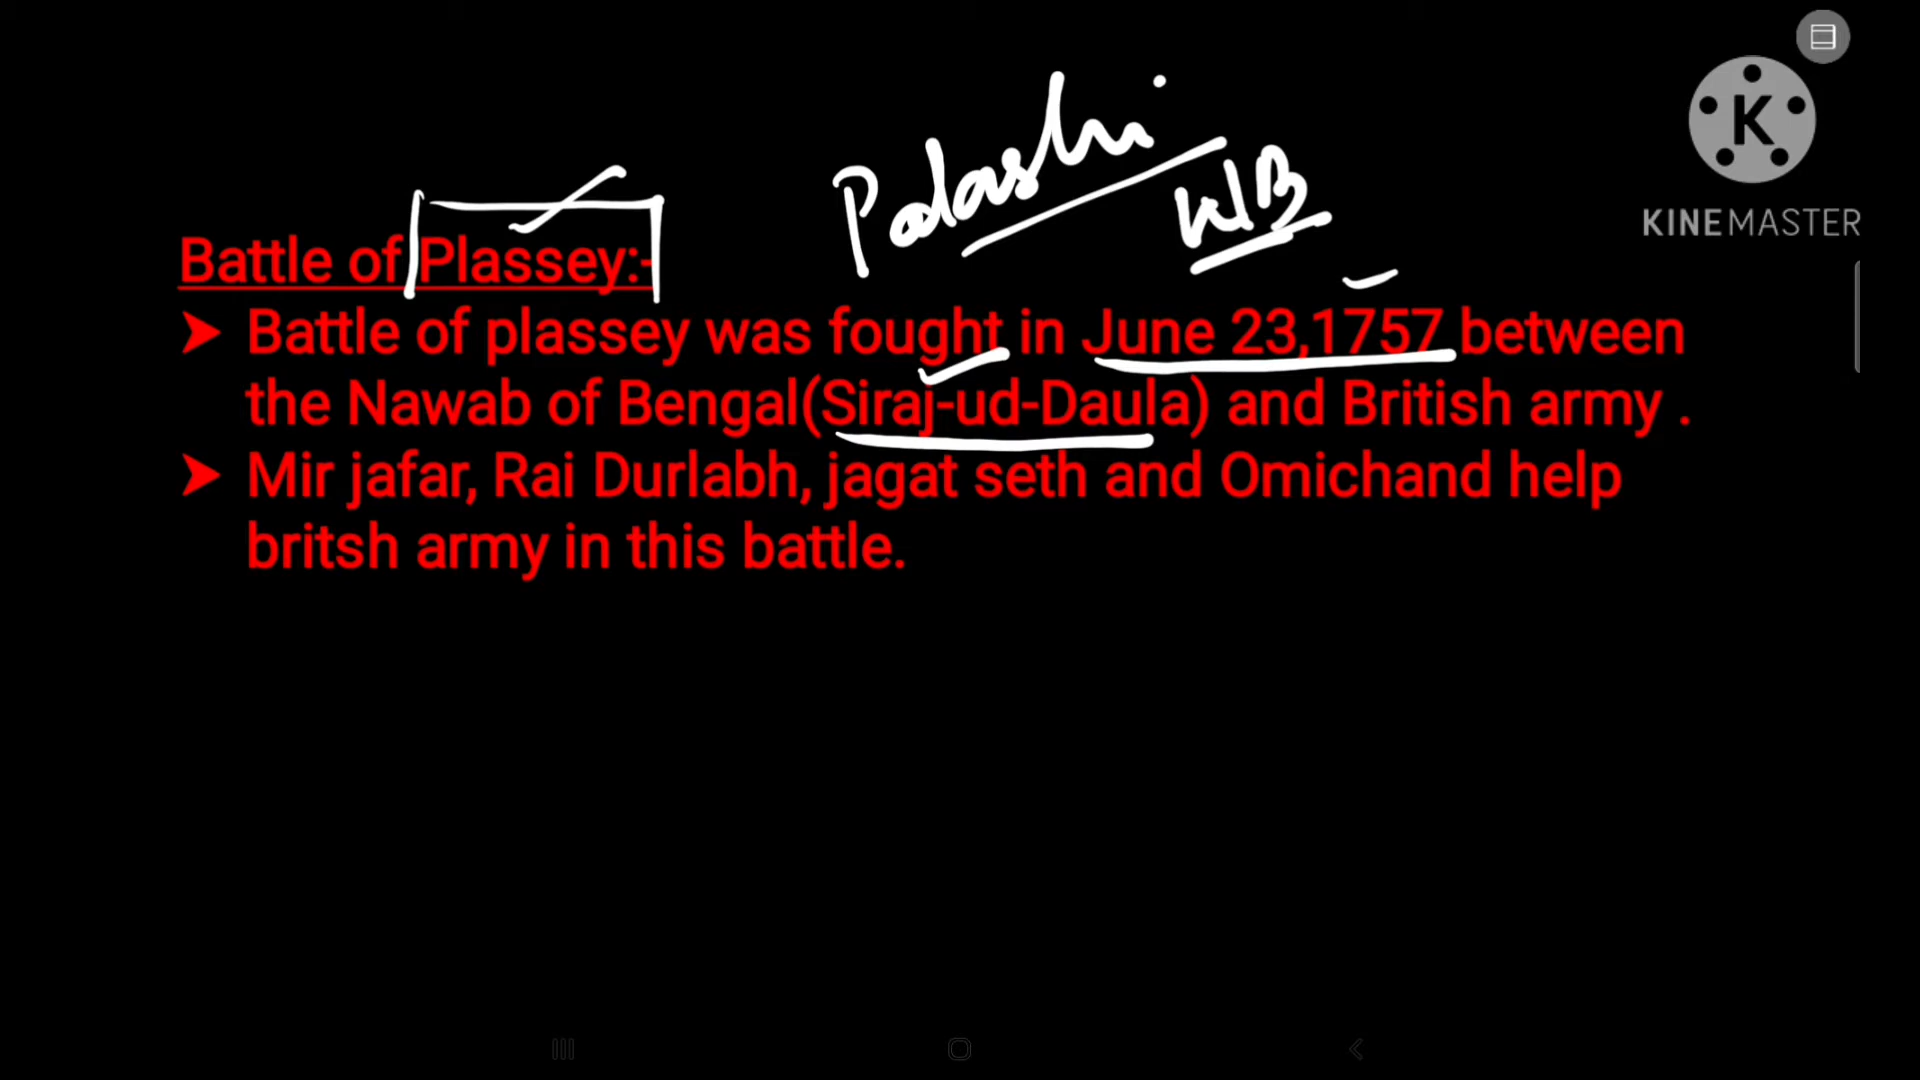 Palashi
WB
K
KINEMASTER
Battle of Plassey:-
➤ Battle of plassey was fought in June 23,1757 between
the Nawab of Bengal(Siraj-ud-Daula) and British army .
➤ Mir jafar, Rai Durlabh, jagat seth and Omichand help
britsh army in this battle.